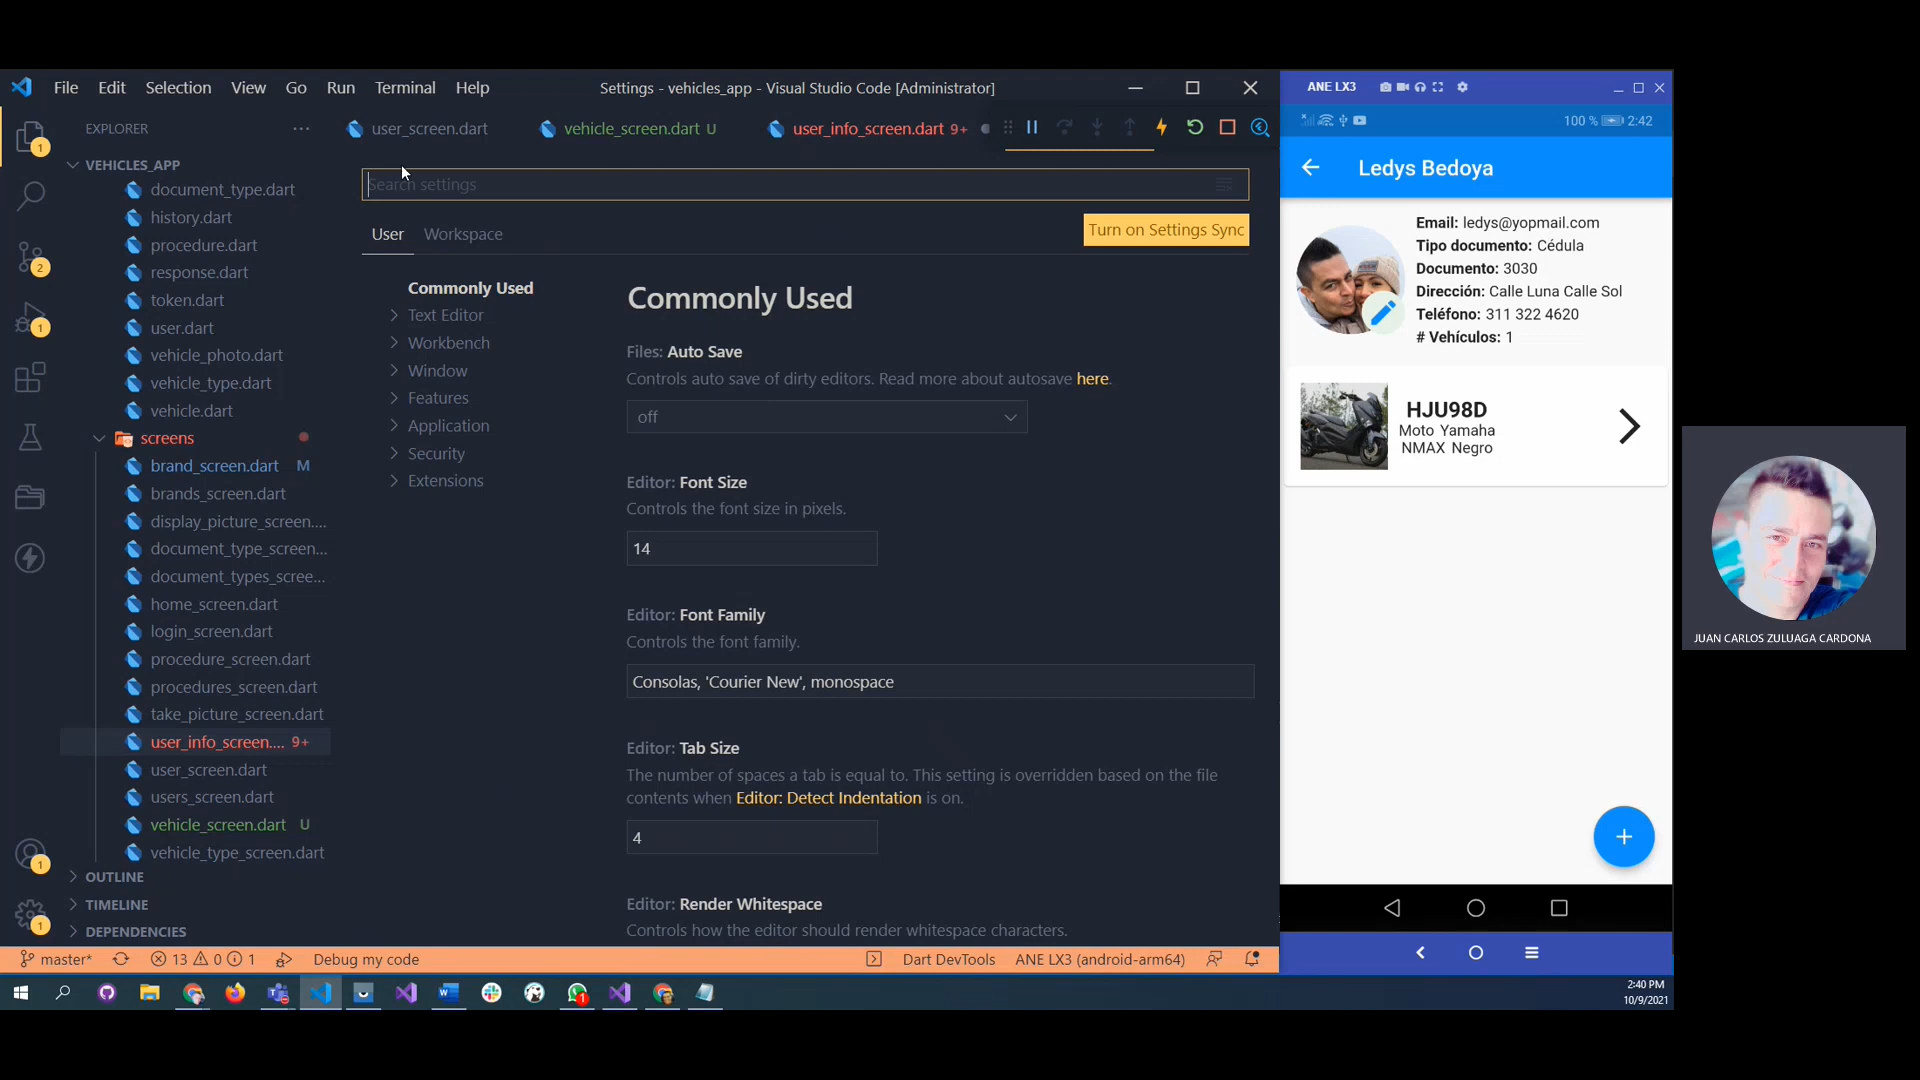 File Edit Selection View Go Run Terminal Help
Settings - vehicles_app - Visual Studio Code [Administrator]
EXPLORER
user_screen.dart
vehicle_screen.dart U
user_info_screen.dart 9+
VEHICLES_APP
document_type.dart
history.dart
procedure.dart
response.dart
token.dart
user.dart
vehicle_photo.dart
vehicle_type.dart
vehicle.dart
screens
brand_screen.dart M
brands_screen.dart
display_picture_screen....
document_type_screen...
document_types_scree...
home_screen.dart
login_screen.dart
procedure_screen.dart
procedures_screen.dart
take_picture_screen.dart
user_info_screen.... 9+
user_screen.dart
users_screen.dart
vehicle_screen.dart U
vehicle_type_screen.dart
OUTLINE
TIMELINE
DEPENDENCIES
1
2
1
1
1
Search settings
User Workspace
Turn on Settings Sync
Commonly Used
Text Editor
Workbench
Window
Features
Application
Security
Extensions
Commonly Used
Files: Auto Save
Controls auto save of dirty editors. Read more about autosave here.
off
Editor: Font Size
Controls the font size in pixels.
14
Editor: Font Family
Controls the font family.
Consolas, 'Courier New', monospace
Editor: Tab Size
The number of spaces a tab is equal to. This setting is overridden based on the file
contents when Editor: Detect Indentation is on.
4
Editor: Render Whitespace
Controls how the editor should render whitespace characters.
master* 13 0 1 Debug my code
Dart DevTools ANE LX3 (android-arm64)
1
2:40 PM
10/9/2021
ANE LX3
100 % 2:42
Ledys Bedoya
Email: ledys@yopmail.com
Tipo documento: Cédula
Documento: 3030
Dirección: Calle Luna Calle Sol
Teléfono: 311 322 4620
# Vehículos: 1
HJU98D
Moto Yamaha
NMAX Negro
JUAN CARLOS ZULUAGA CARDONA